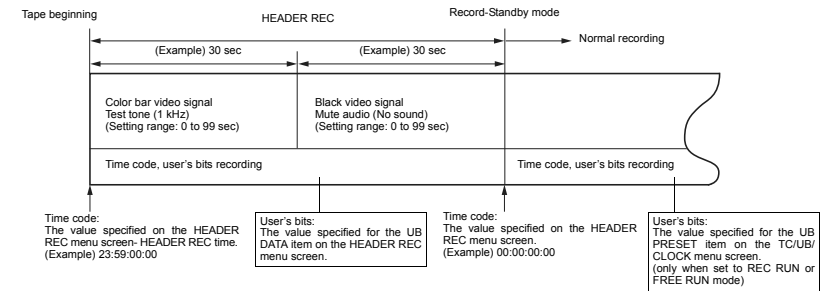 Tape beginning
HEADER REC
Record-Standby mode
Normal recording
(Example) 30 sec
(Example) 30 sec
Color bar video signal
Test tone (1 kHz)
(Setting range: 0 to 99 sec)
Black video signal
Mute audio (No sound)
(Setting range: 0 to 99 sec)
Time code, user's bits recording
Time code, user's bits recording
Time code:
The value specified on the HEADER
REC menu screen- HEADER REC time.
(Example) 23:59:00:00
User's bits:
The value specified for the UB
DATA item on the HEADER REC
menu screen.
Time code:
The value specified on the HEADER
REC menu screen.
(Example) 00:00:00:00
User's bits:
The value specified for the UB
PRESET item on the TC/UB/
CLOCK menu screen.
(only when set to REC RUN or
FREE RUN mode)